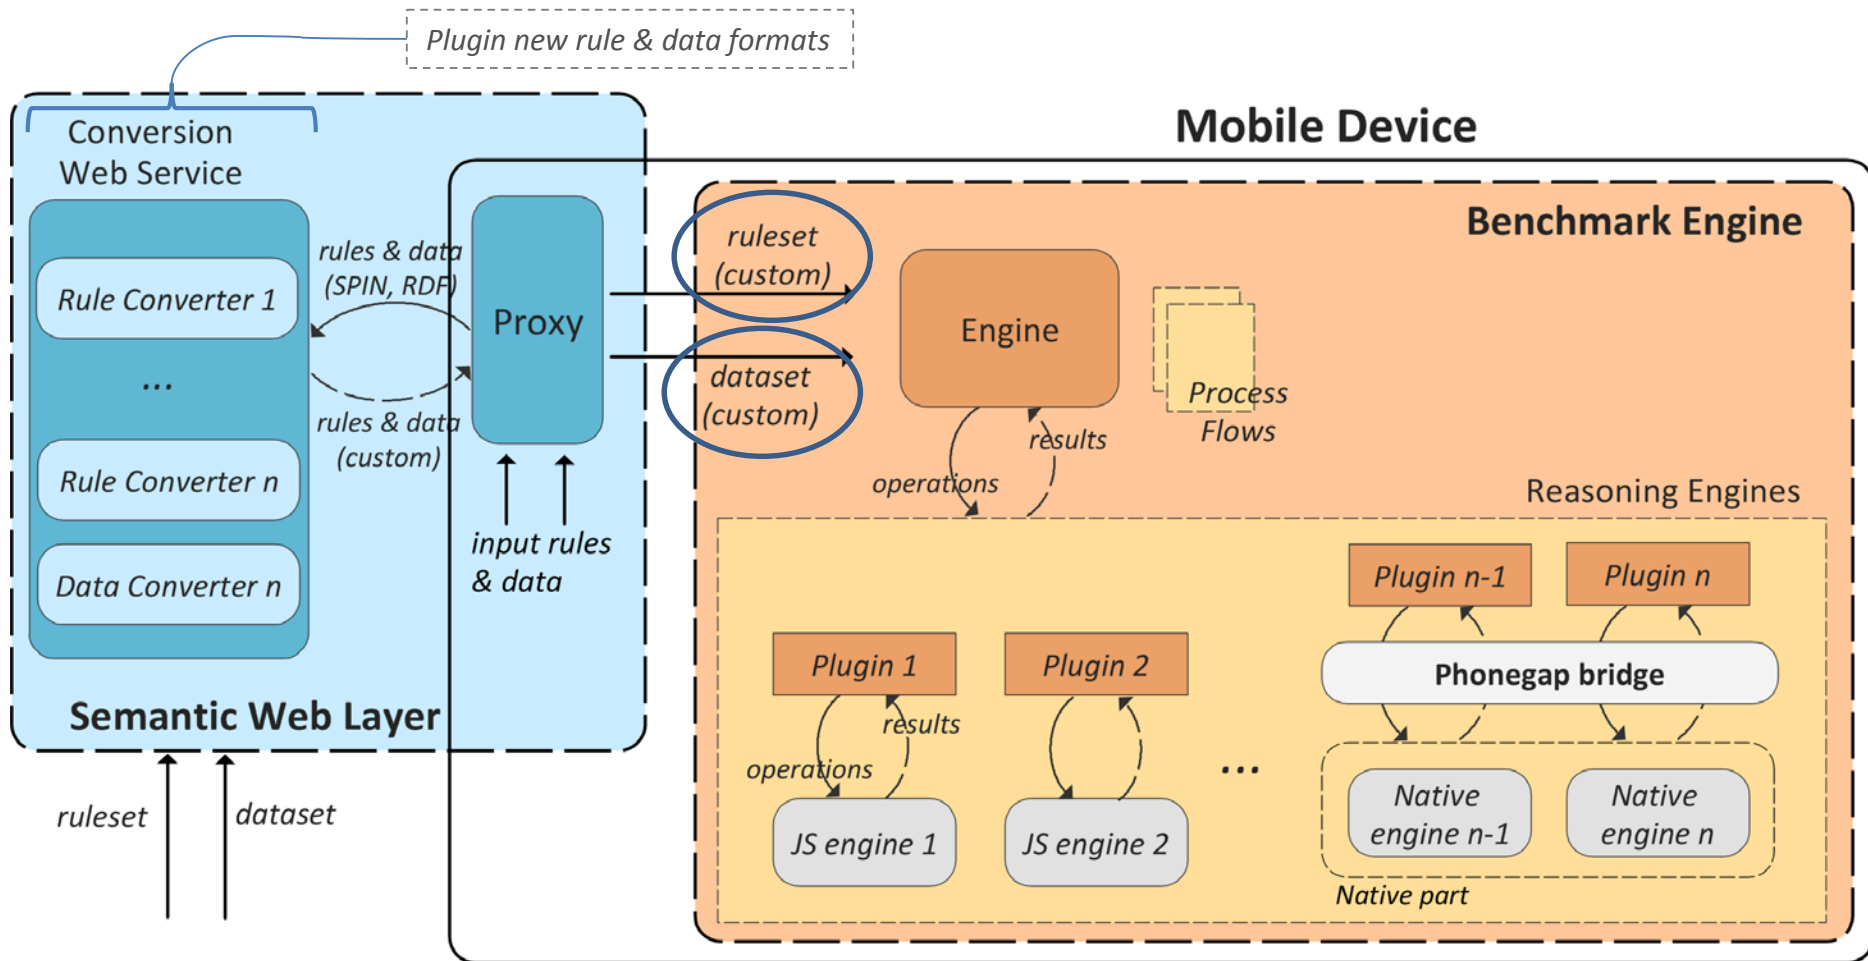 Plugin new rule & data formats
Mobile Device
Conversion
Web Service
Rule Converter 1
...
Rule Converter n
Data Converter n
rules & data
(SPIN, RDF)
rules & data
(custom)
Proxy
input rules
& data
Semantic Web Layer
ruleset
dataset
ruleset
(custom)
dataset
(custom)
Benchmark Engine
Engine
Process
Flows
operations
results
Reasoning Engines
Plugin 1
results
operations
JS engine 1
Plugin 2
JS engine 2
...
Plugin n-1
Plugin n
Phonegap bridge
Native
engine n-1
Native
engine n
Native part